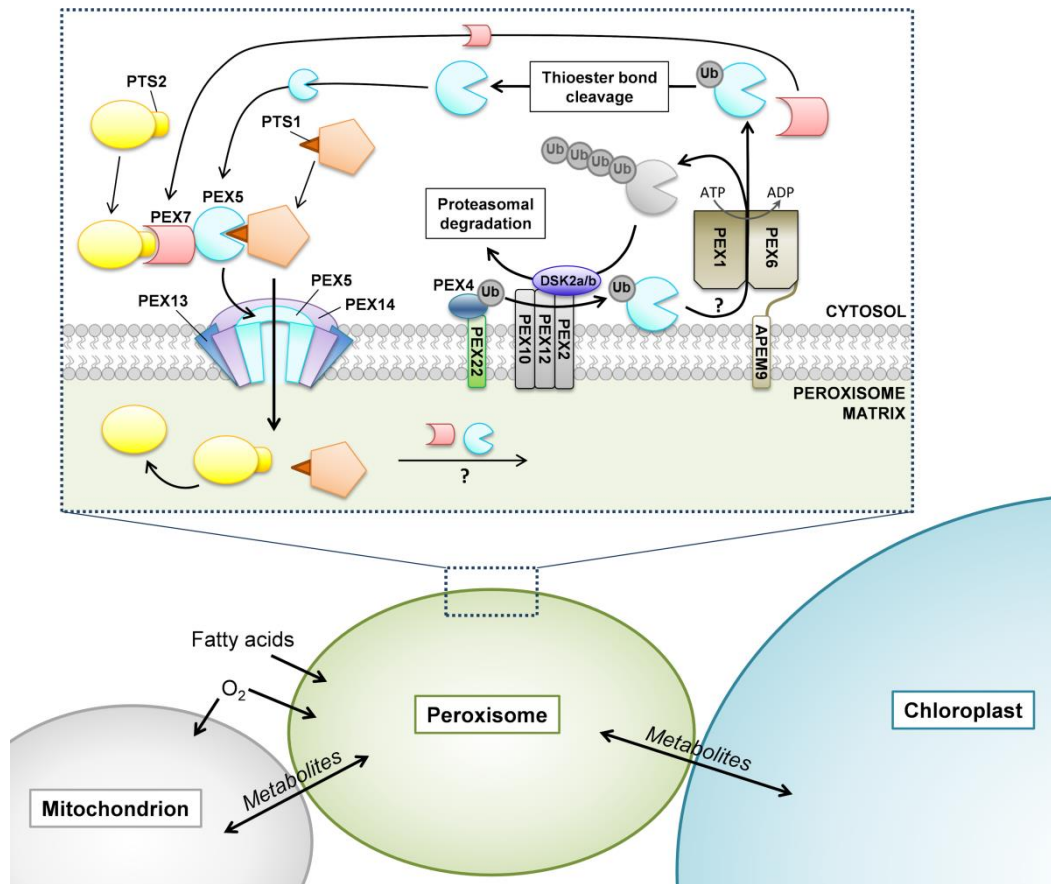 Ub
Thioester bond
cleavage
PTS2
PTS1
Ub
Ub
Ub
Ub
ATP
ADP
PEX7
PEX5
Proteasomal
degradation
PEX1
PEX6
PEX5
PEX14
PEX13
PEX4
Ub
DSK2a/b
Ub
?
CYTOSOL
PEX22
PEX10
PEX12
PEX2
APEM9
PEROXISOME
MATRIX
?
Fatty acids
O2
Peroxisome
Chloroplast
Metabolites
Metabolites
Mitochondrion